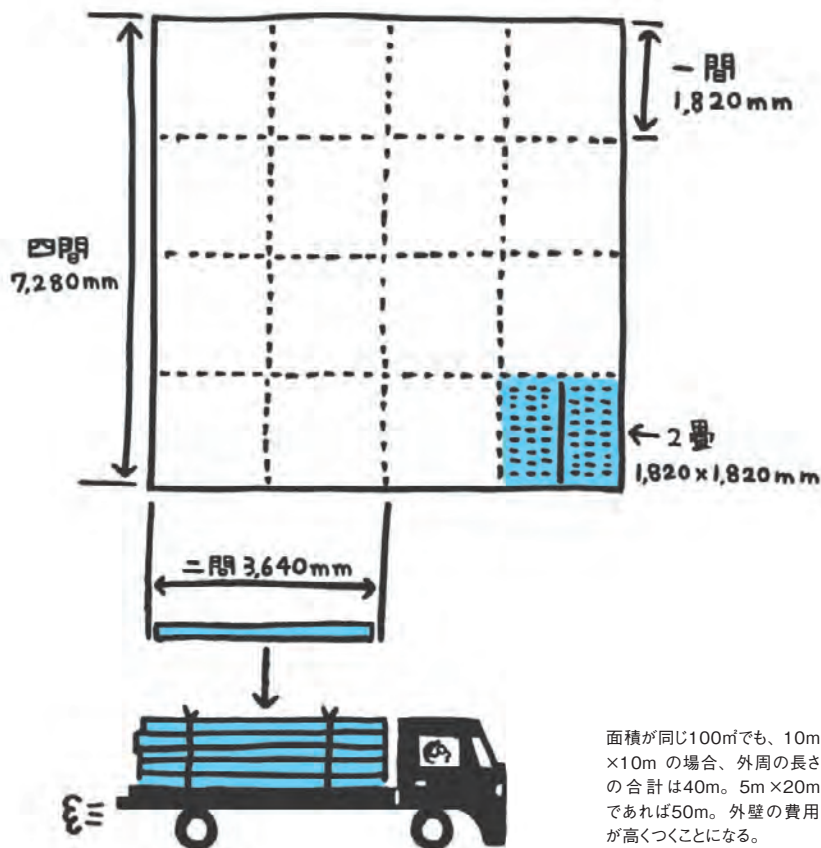 一間
1,820mm
四間
7,280mm
2畳
1,820×1,820mm
二間 3,640mm
面積が同じ100㎡でも、10m
×10m の場合、外周の長さ
の合計は40m。5m×20m
であれば50m。外壁の費用
が高くつくことになる。